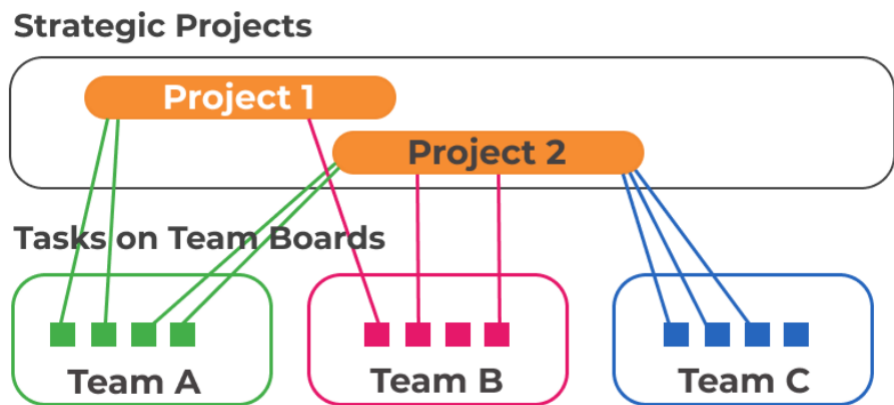 Strategic Projects
Project 1
Project 2
Tasks on Team Boards
Team A
Team B
Team C